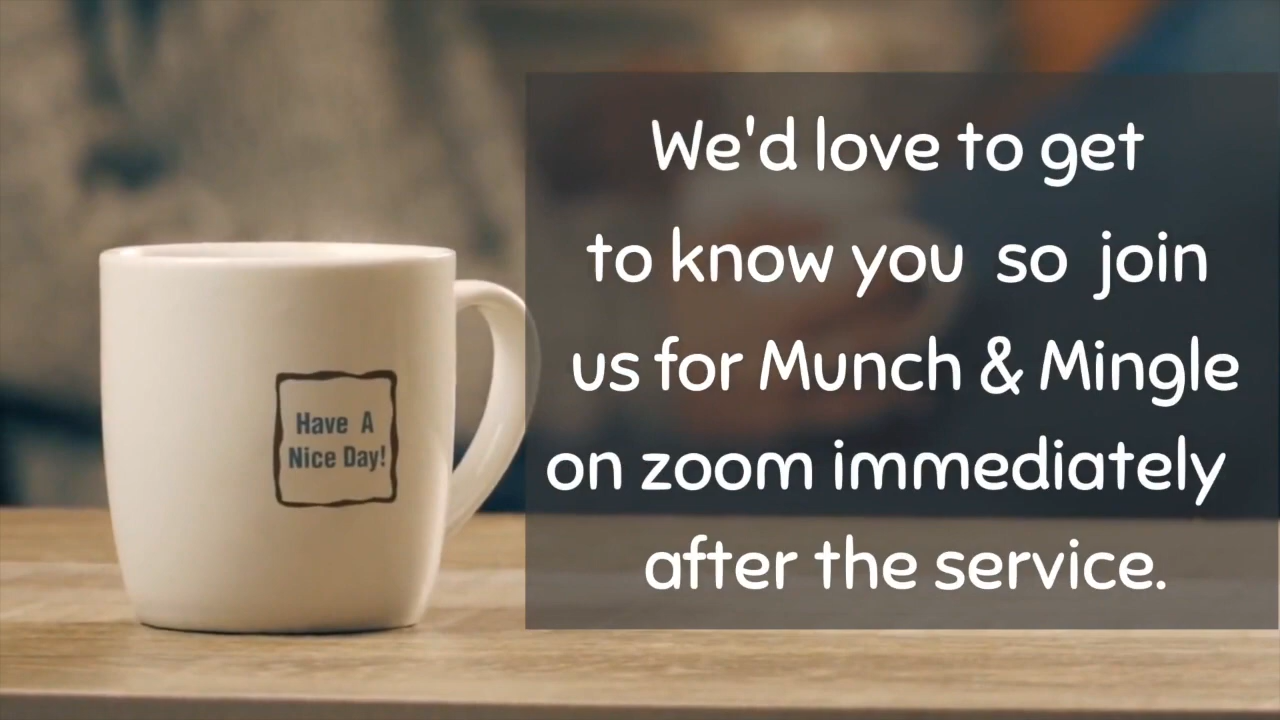 We'd love to get
to know you so join
us for Munch & Mingle
on zoom immediately
after the service.
Have A
Nice Day!